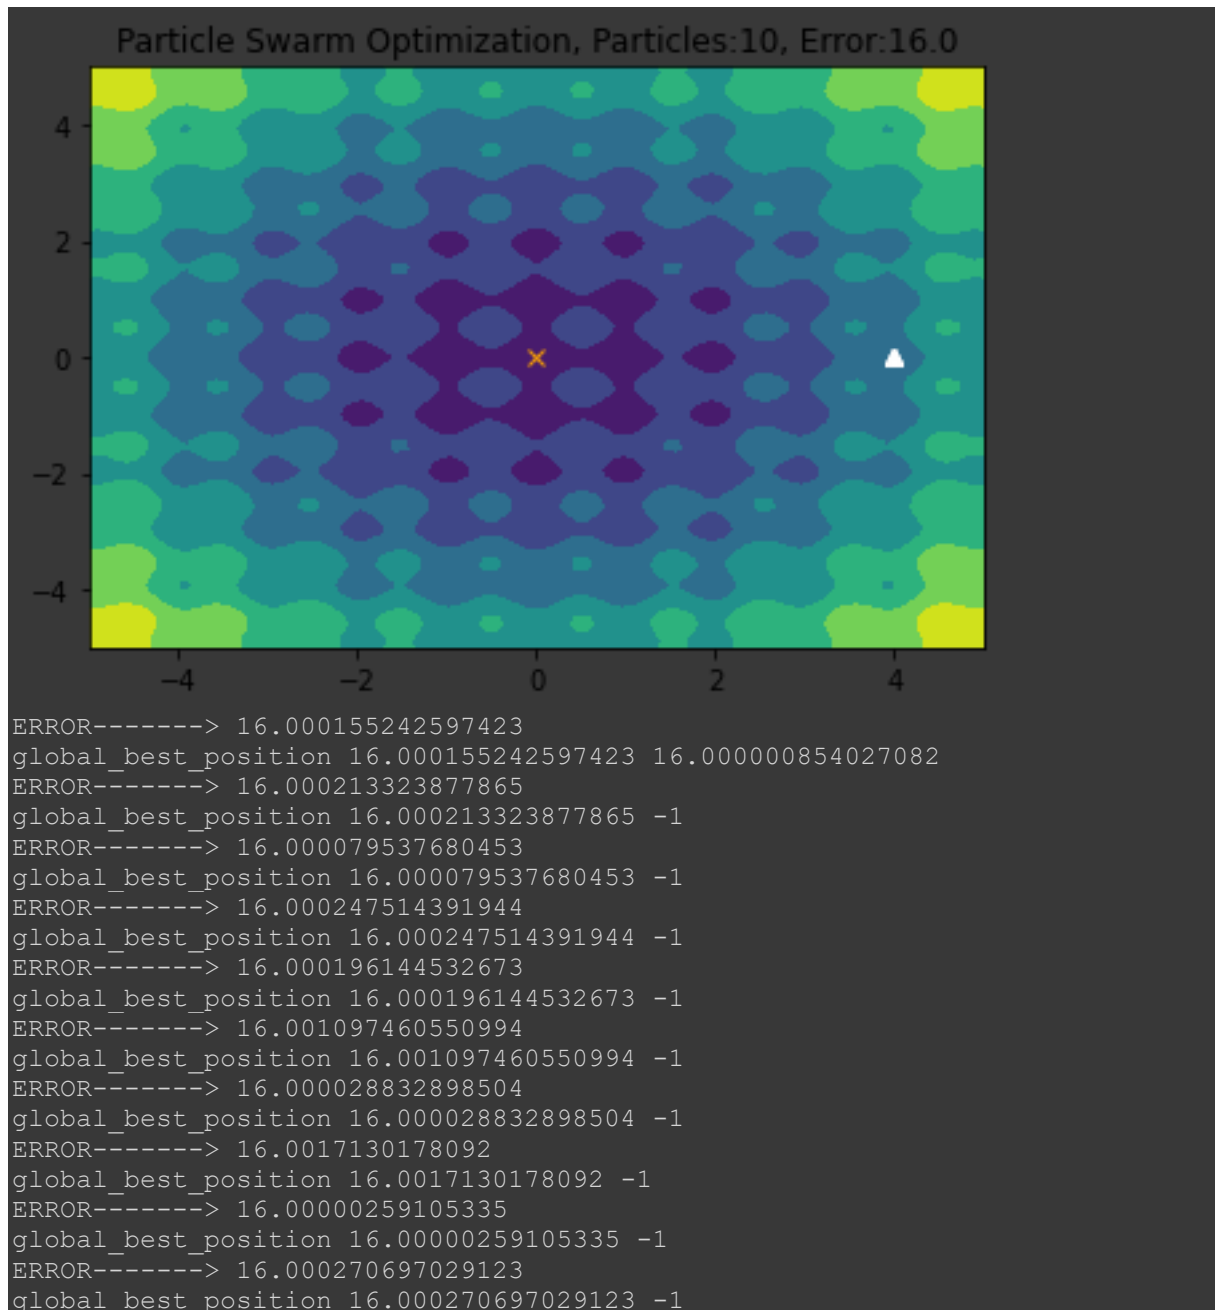 Particle Swarm Optimization, Particles:10, Error:16.0
4
2
0
−2
−4
−4 −2 0 2 4
ERROR-------> 16.000155242597423
global_best_position 16.000155242597423 16.000000854027082
ERROR-------> 16.000213323877865
global_best_position 16.000213323877865 -1
ERROR-------> 16.000079537680453
global_best_position 16.000079537680453 -1
ERROR-------> 16.000247514391944
global_best_position 16.000247514391944 -1
ERROR-------> 16.000196144532673
global_best_position 16.000196144532673 -1
ERROR-------> 16.001097460550994
global_best_position 16.001097460550994 -1
ERROR-------> 16.000028832898504
global_best_position 16.000028832898504 -1
ERROR-------> 16.0017130178092
global_best_position 16.0017130178092 -1
ERROR-------> 16.00000259105335
global_best_position 16.00000259105335 -1
ERROR-------> 16.000270697029123
global_best_position 16.000270697029123 -1